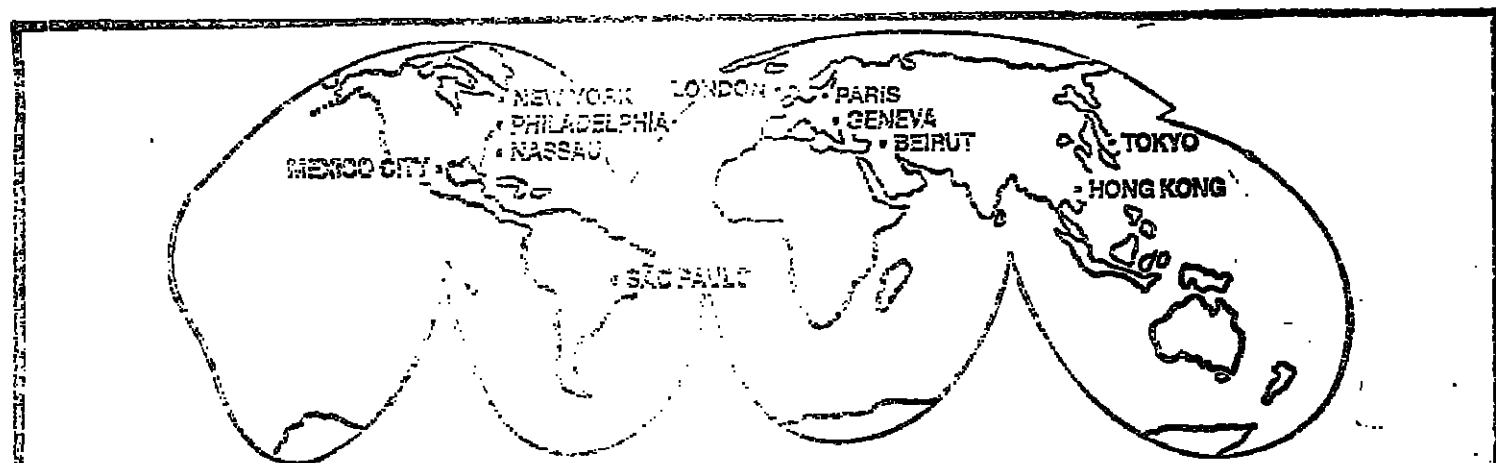 NEW YORK
LONDON
PARIS
PHILADELPHIA
GENEVA
NASSAU
BEIRUT
TOKYO
MEXICO CITY
HONG KONG
SÃO PAULO